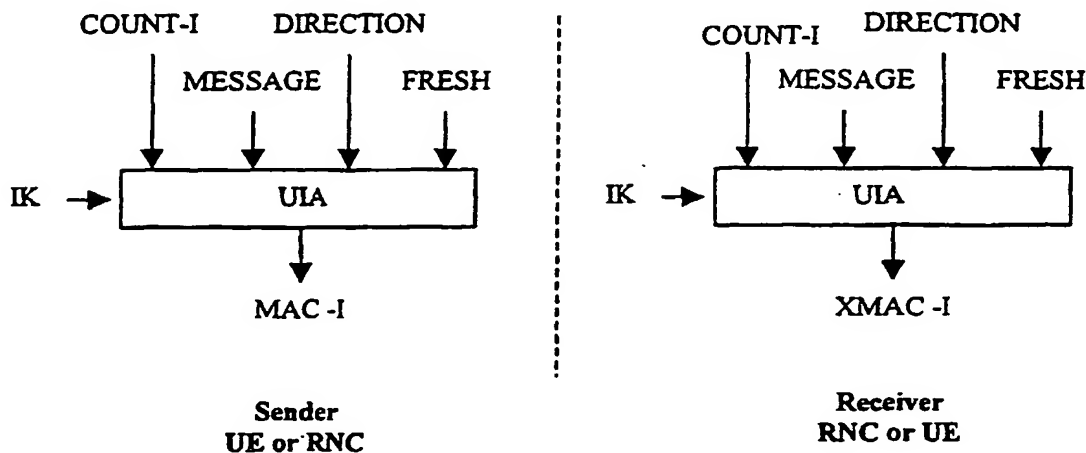 COUNT-I DIRECTION
MESSAGE FRESH
IK UIA
MAC -I
Sender
UE or RNC
COUNT-I DIRECTION
MESSAGE FRESH
IK UIA
XMAC -I
Receiver
RNC or UE